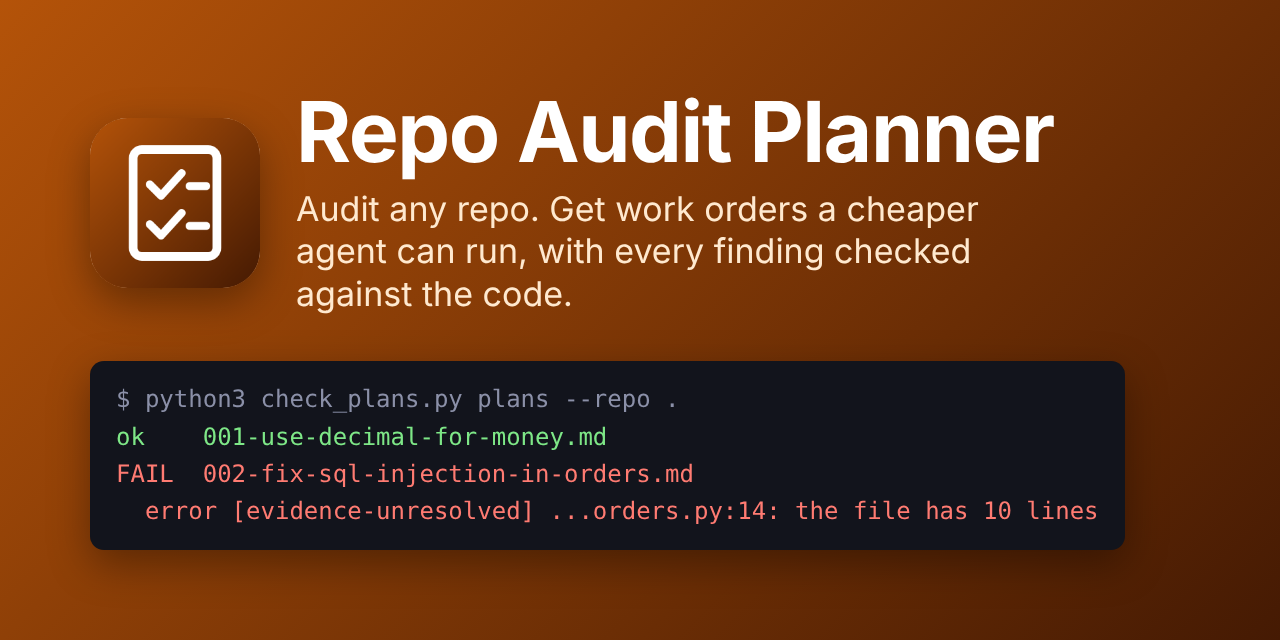 Repo Audit Planner
Audit any repo. Get work orders a cheaper
agent can run, with every finding checked
against the code.
$ python3 check_plans.py plans --repo .
ok    001-use-decimal-for-money.md
FAIL  002-fix-sql-injection-in-orders.md
  error [evidence-unresolved] ...orders.py:14: the file has 10 lines